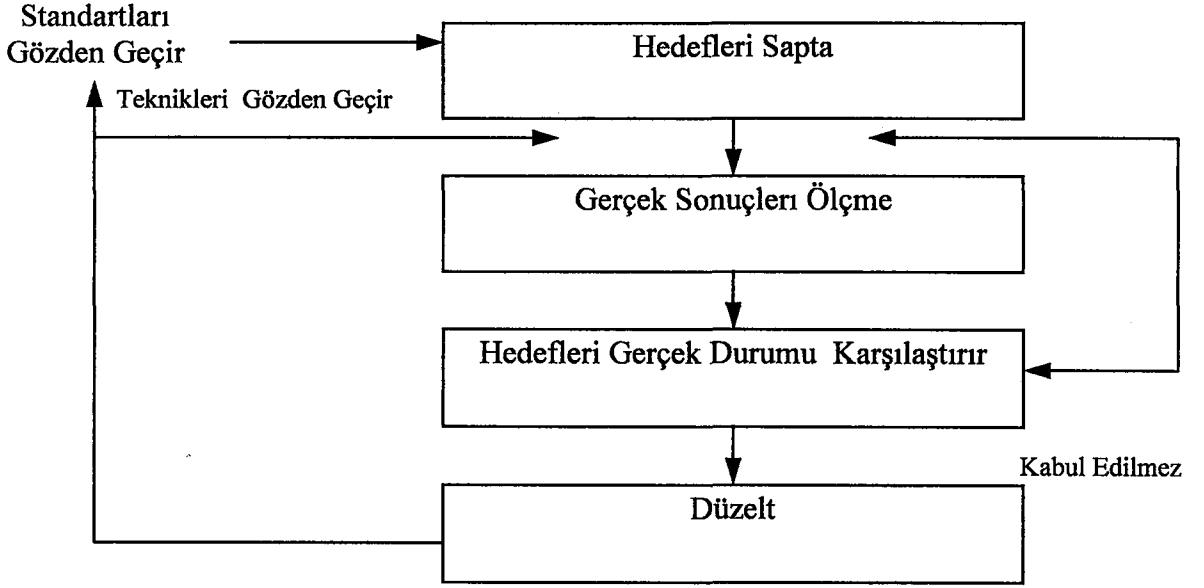 Standartları
Gözden Geçir
Hedefleri Sapta
Teknikleri Gözden Geçir
Gerçek Sonuçlerı Ölçme
Hedefleri Gerçek Durumu Karşılaştırır
Kabul Edilmez
Düzelt